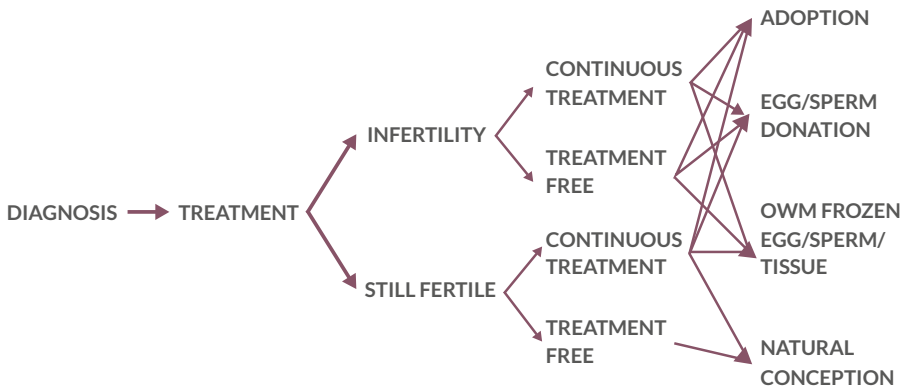 DIAGNOSIS
TREATMENT
INFERTILITY
STILL FERTILE
CONTINUOUS
TREATMENT
TREATMENT
FREE
CONTINUOUS
TREATMENT
TREATMENT
FREE
ADOPTION
EGG/SPERM
DONATION
OWM FROZEN
EGG/SPERM/
TISSUE
NATURAL
CONCEPTION